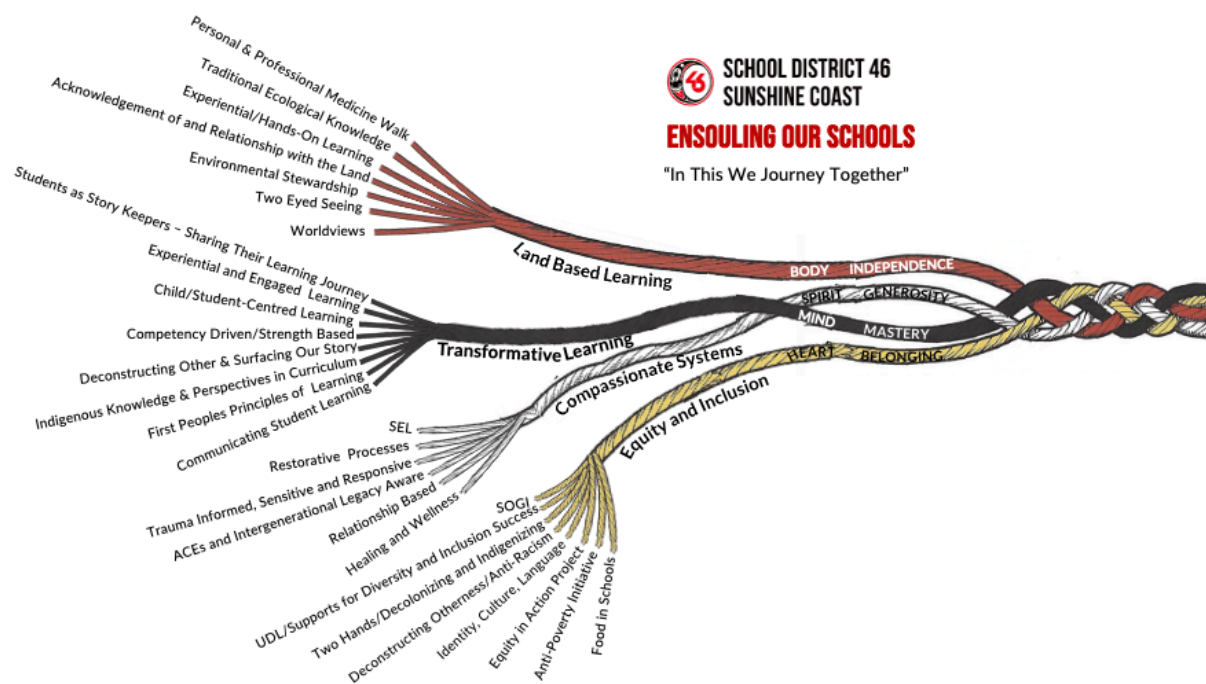 46
SCHOOL DISTRICT 46
SUNSHINE COAST
ENSOULING OUR SCHOOLS
“In This We Journey Together”
Personal & Professional Medicine Walk
Traditional Ecological Knowledge
Experiential/Hands-On Learning
Acknowledgement of and Relationship with the Land
Environmental Stewardship
Two Eyed Seeing
Worldviews
Land Based Learning
BODY INDEPENDENCE
Students as Story Keepers – Sharing Their Learning Journey
Experiential and Engaged Learning
Child/Student-Centred Learning
Competency Driven/Strength Based
Deconstructing Other & Surfacing Our Story
Indigenous Knowledge & Perspectives in Curriculum
First Peoples Principles of Learning
Communicating Student Learning
Transformative Learning
MIND MASTERY
SEL
Restorative Processes
Trauma Informed, Sensitive and Responsive
ACEs and Intergenerational Legacy Aware
Relationship Based
Healing and Wellness
Compassionate Systems
SPIRIT GENEROSITY
SOGI
UDL/Supports for Diversity and Inclusion Success
Two Hands/Decolonizing and Indigenizing
Deconstructing Otherness/Anti-Racism
Identity, Culture, Language
Equity in Action Project
Anti-Poverty Initiative
Food in Schools
Equity and Inclusion
HEART BELONGING